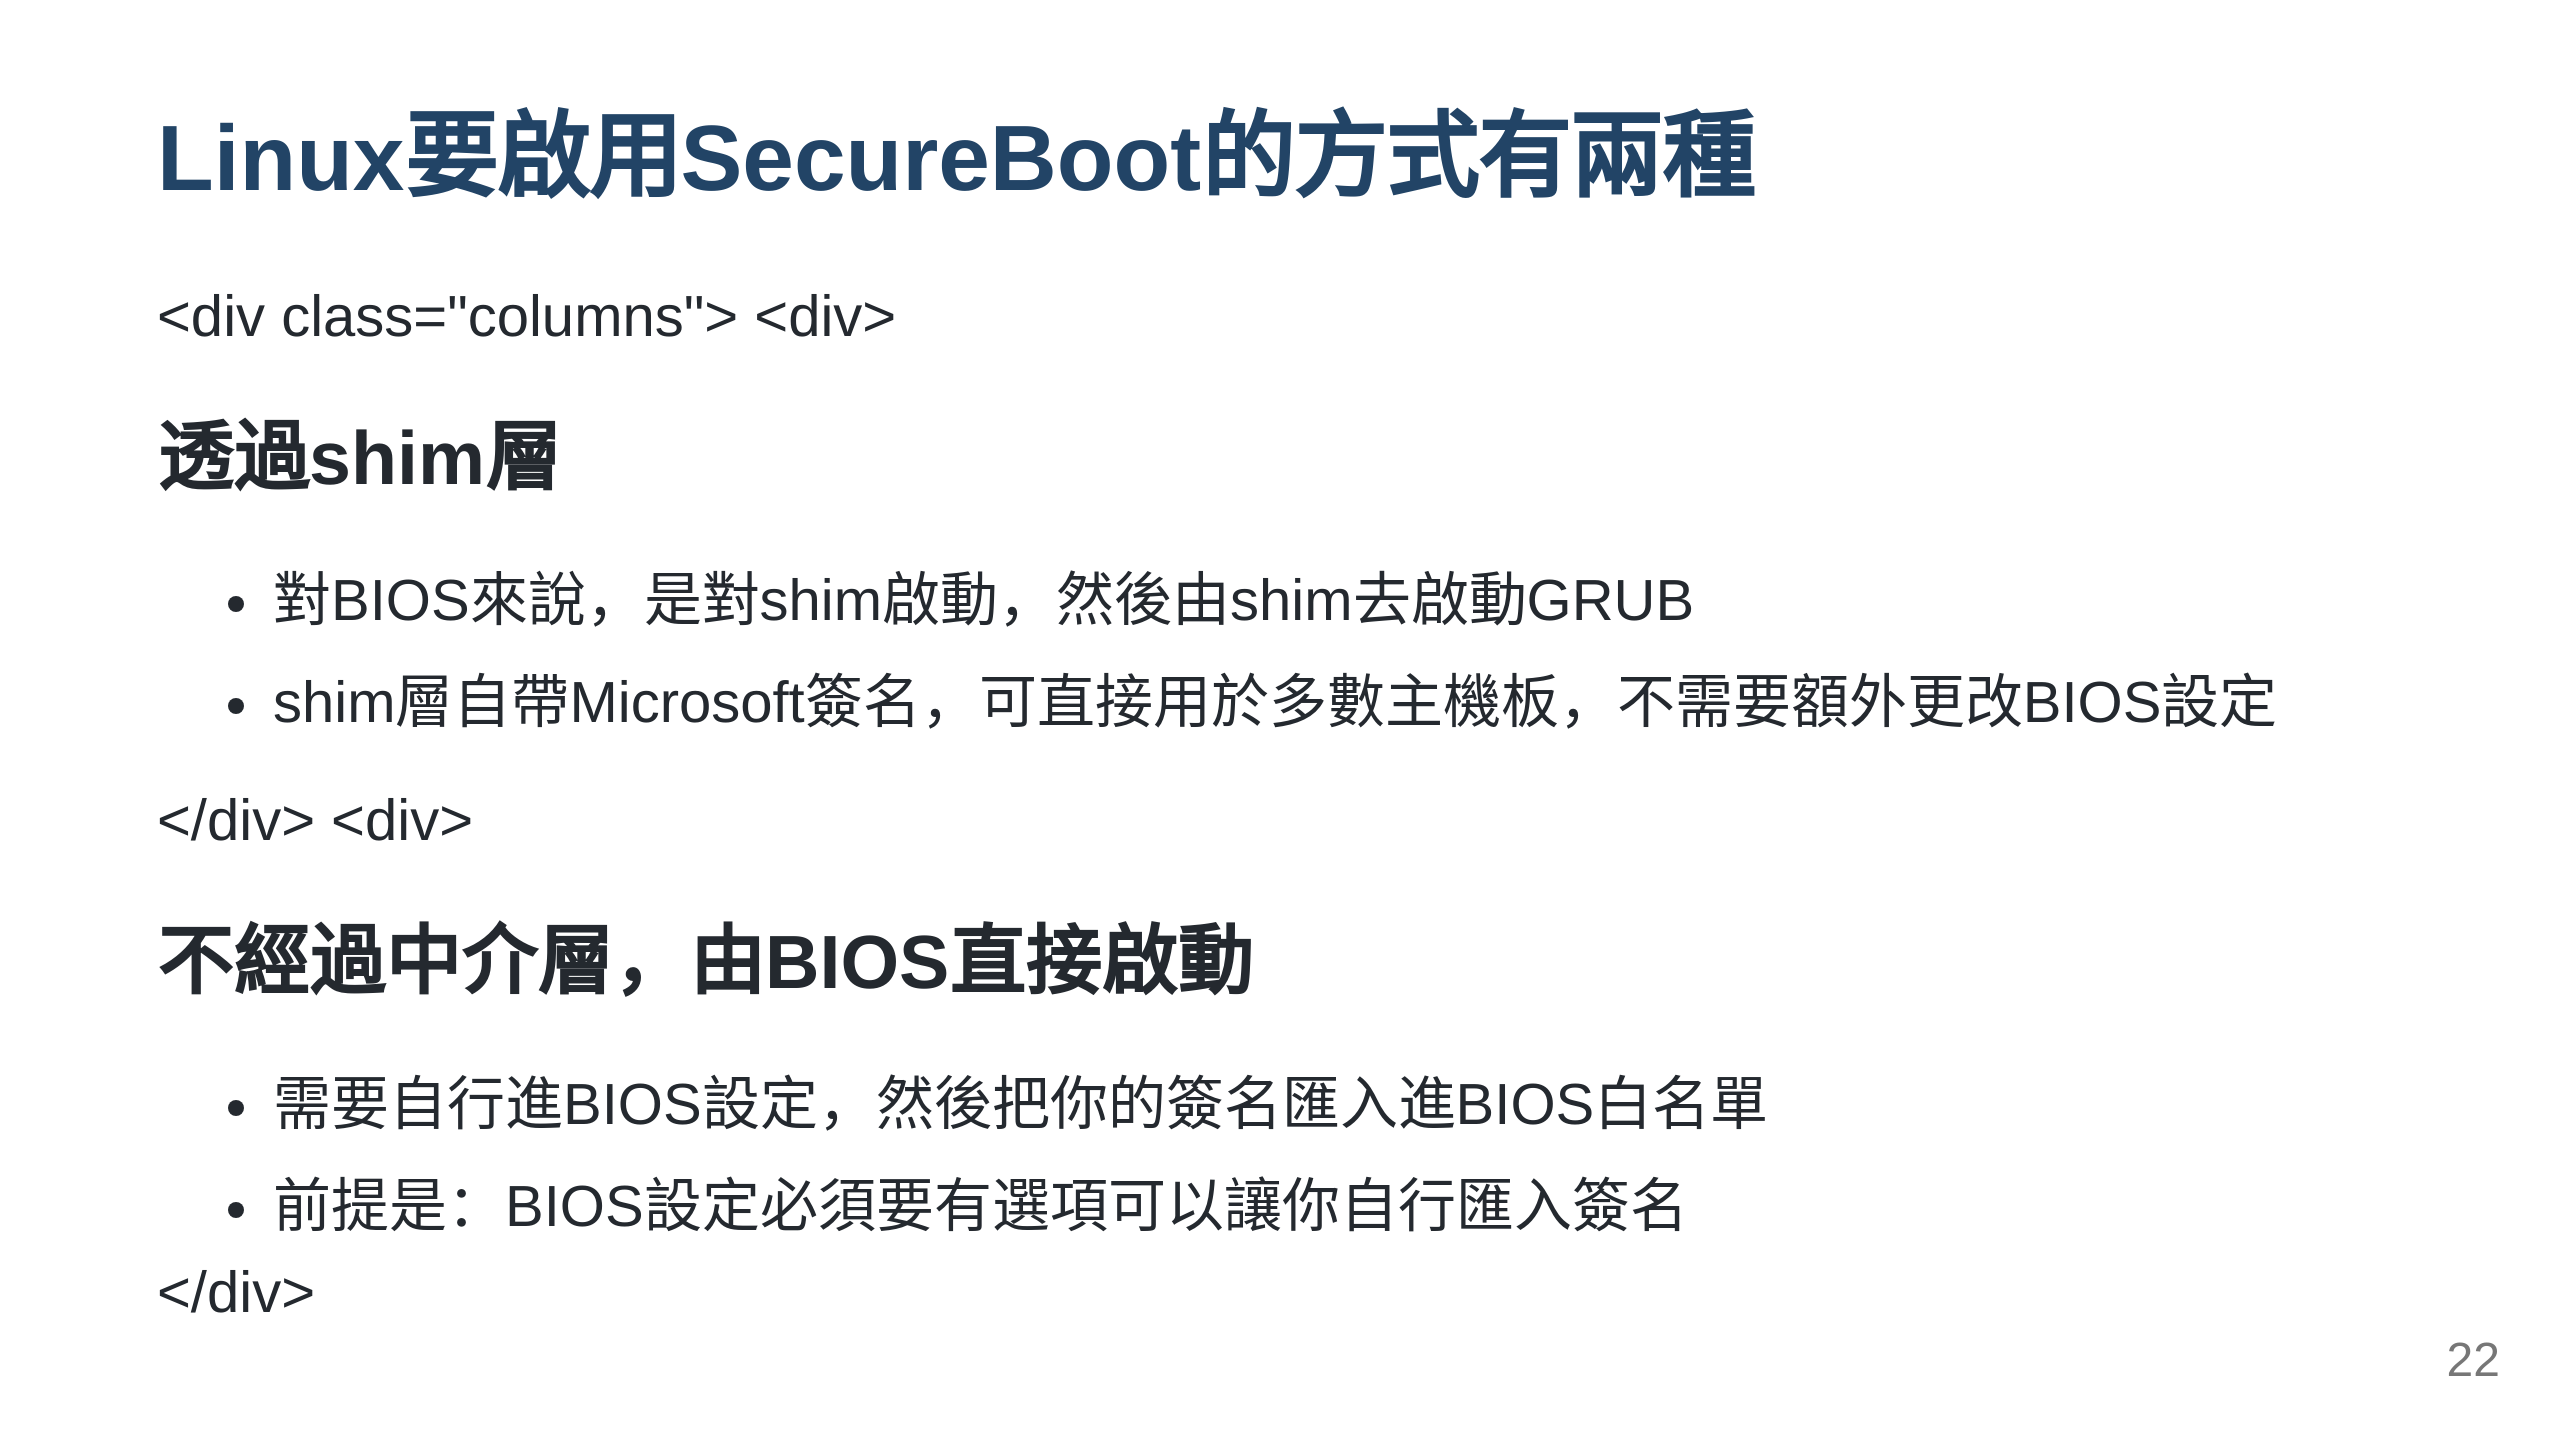 Linux要啟用SecureBoot的方式有兩種
<div class="columns"> <div>
透過shim層
• 對BIOS來說，是對shim啟動，然後由shim去啟動GRUB
• shim層自帶Microsoft簽名，可直接用於多數主機板，不需要額外更改BIOS設定
</div> <div>
不經過中介層，由BIOS直接啟動
• 需要自行進BIOS設定，然後把你的簽名匯入進BIOS白名單
• 前提是：BIOS設定必須要有選項可以讓你自行匯入簽名
</div>
22